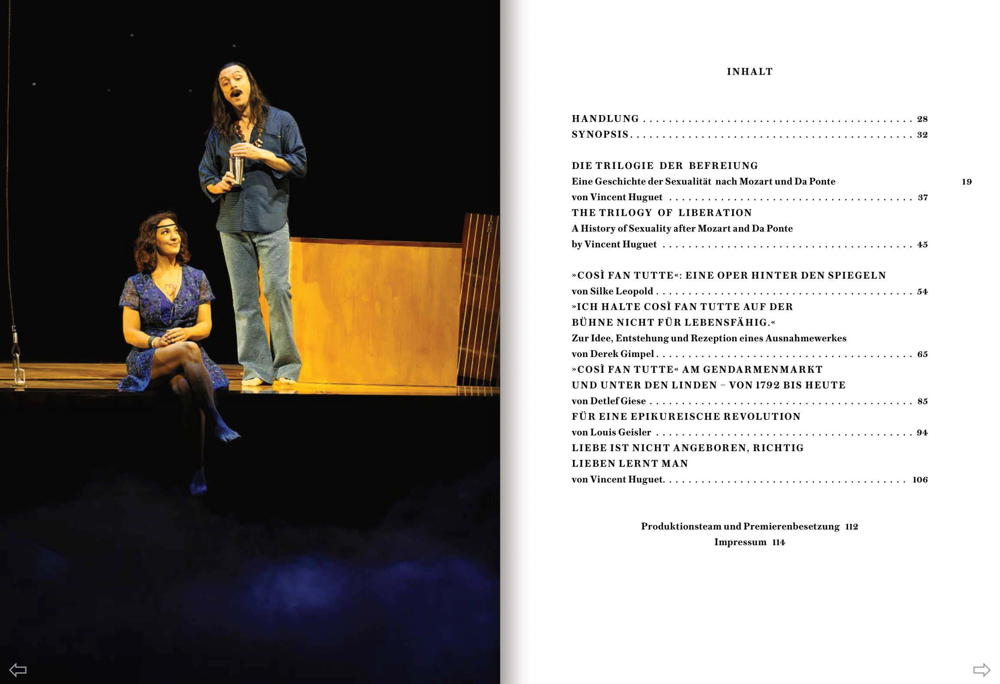 INHALT
HANDLUNG . . . . . . . . . . . . . . . . . . . . . . . . . . . . . . . . . . . . . . . . . . 28
SYNOPSIS . . . . . . . . . . . . . . . . . . . . . . . . . . . . . . . . . . . . . . . . . . . . 32
DIE TRILOGIE DER BEFREIUNG
Eine Geschichte der Sexualität nach Mozart und Da Ponte
19
von Vincent Huguet . . . . . . . . . . . . . . . . . . . . . . . . . . . . . . . . . . . . . . 37
THE TRILOGY OF LIBERATION
A History of Sexuality after Mozart and Da Ponte
by Vincent Huguet . . . . . . . . . . . . . . . . . . . . . . . . . . . . . . . . . . . . . . . 45
»COSÌ FAN TUTTE«: EINE OPER HINTER DEN SPIEGELN
von Silke Leopold . . . . . . . . . . . . . . . . . . . . . . . . . . . . . . . . . . . . . . . . 54
»ICH HALTE COSÌ FAN TUTTE AUF DER
BÜHNE NICHT FÜR LEBENSFÄHIG.«
Zur Idee, Entstehung und Rezeption eines Ausnahmewerkes
von Derek Gimpel . . . . . . . . . . . . . . . . . . . . . . . . . . . . . . . . . . . . . . . . 65
»COSÌ FAN TUTTE« AM GENDARMENMARKT
UND UNTER DEN LINDEN – VON 1792 BIS HEUTE
von Detlef Giese . . . . . . . . . . . . . . . . . . . . . . . . . . . . . . . . . . . . . . . . . 85
FÜR EINE EPIKUREISCHE REVOLUTION
von Louis Geisler . . . . . . . . . . . . . . . . . . . . . . . . . . . . . . . . . . . . . . . . 94
LIEBE IST NICHT ANGEBOREN, RICHTIG
LIEBEN LERNT MAN
von Vincent Huguet. . . . . . . . . . . . . . . . . . . . . . . . . . . . . . . . . . . . . . 106
Produktionsteam und Premierenbesetzung 112
Impressum 114